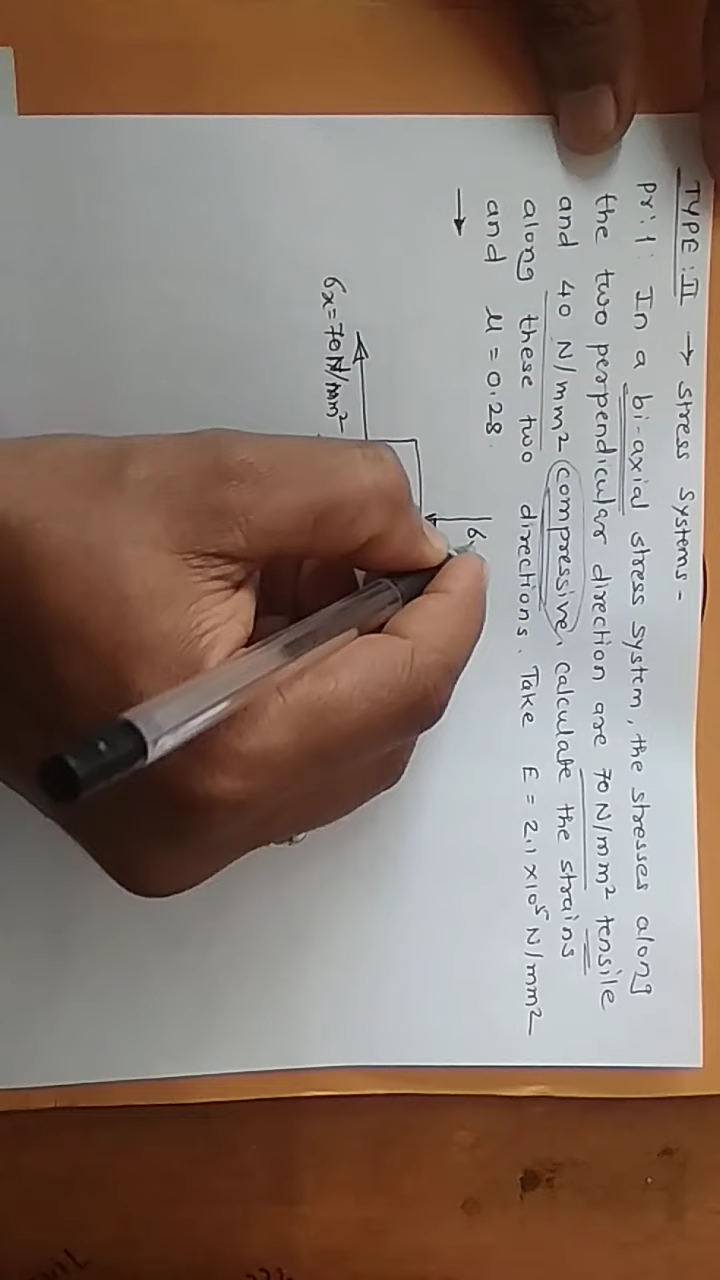 TYPE:II → stress systems-
Pr:1: In a bi-axial stress system, the stresses along
the two perpendicular direction are 70 N/mm² tensile
and 40 N/mm² compressive, calculate the strains
along these two directions. Take E = 2.1 x10⁵ N/mm²
and μ = 0.28.
→
σ
σx=70N/mm²